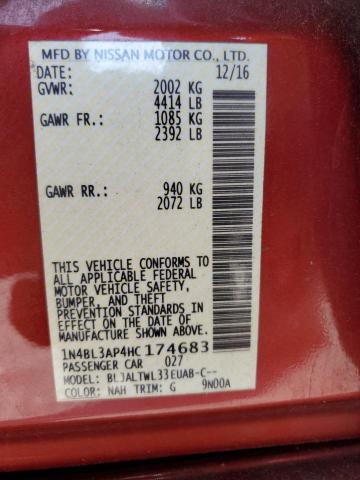 MFD BY NISSAN MOTOR CO., LTD.
DATE: 12/16
GVWR: 2002 KG
4414 LB
GAWR FR.: 1085 KG
2392 LB
GAWR RR.: 940 KG
2072 LB
THIS VEHICLE CONFORMS TO
ALL APPLICABLE FEDERAL
MOTOR VEHICLE SAFETY,
BUMPER, AND THEFT
PREVENTION STANDARDS IN
EFFECT ON THE DATE OF
MANUFACTURE SHOWN ABOVE.
1N4BL3AP4HC174683
PASSENGER CAR 027
MODEL: BLJALTWL33EUAB-C--
COLOR: NAH TRIM: G 9N00A